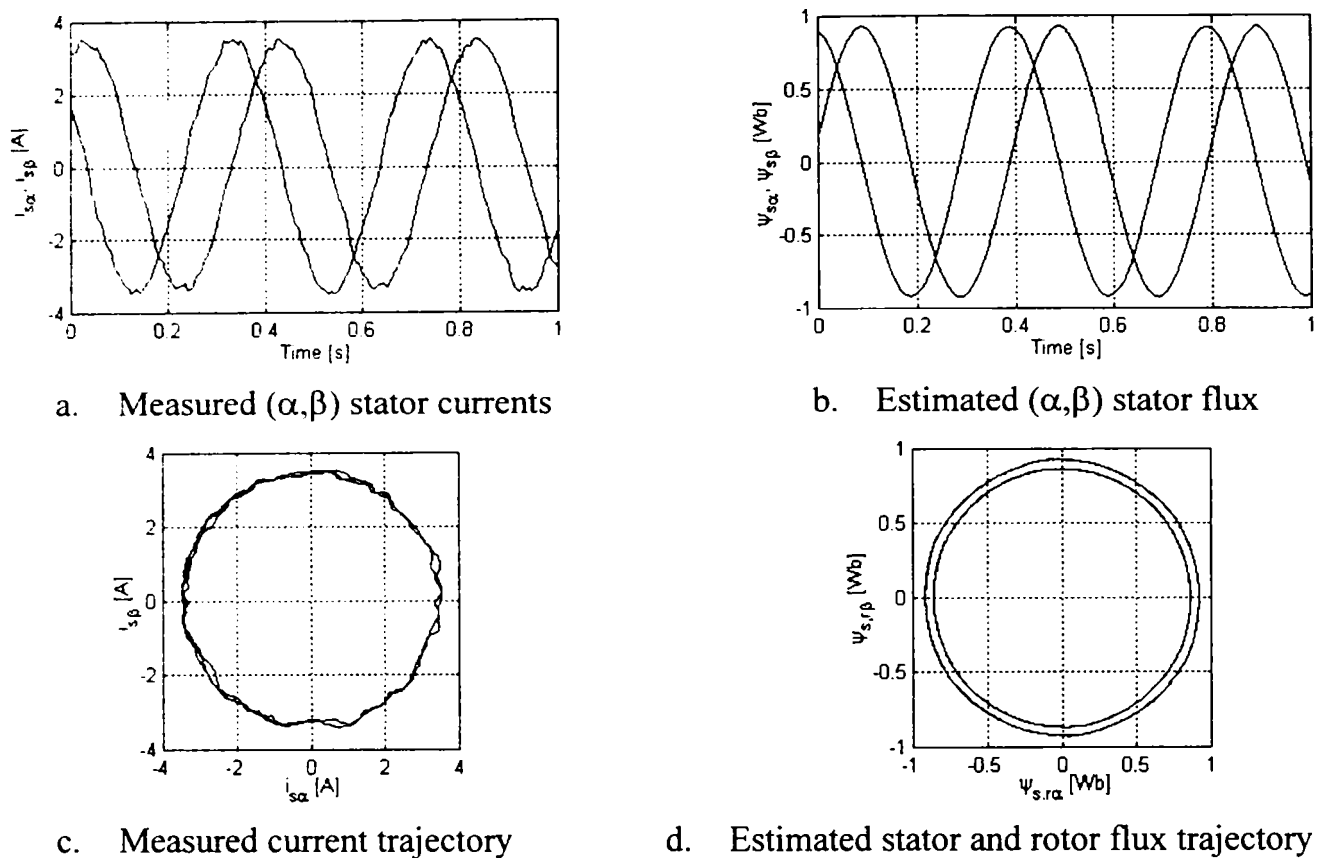 4
2
0
-2
-4
i_sα, i_sβ [A]
0 0.2 0.4 0.6 0.8 1
Time [s]
a. Measured (α,β) stator currents
1
0.5
0
-0.5
-1
Ψ_sα, Ψ_sβ [Wb]
0 0.2 0.4 0.6 0.8 1
Time [s]
b. Estimated (α,β) stator flux
4
2
0
-2
-4
i_sβ [A]
-4 -2 0 2 4
i_sα [A]
c. Measured current trajectory
1
0.5
0
-0.5
-1
Ψ_s,rβ [Wb]
-1 -0.5 0 0.5 1
Ψ_s,rα [Wb]
d. Estimated stator and rotor flux trajectory